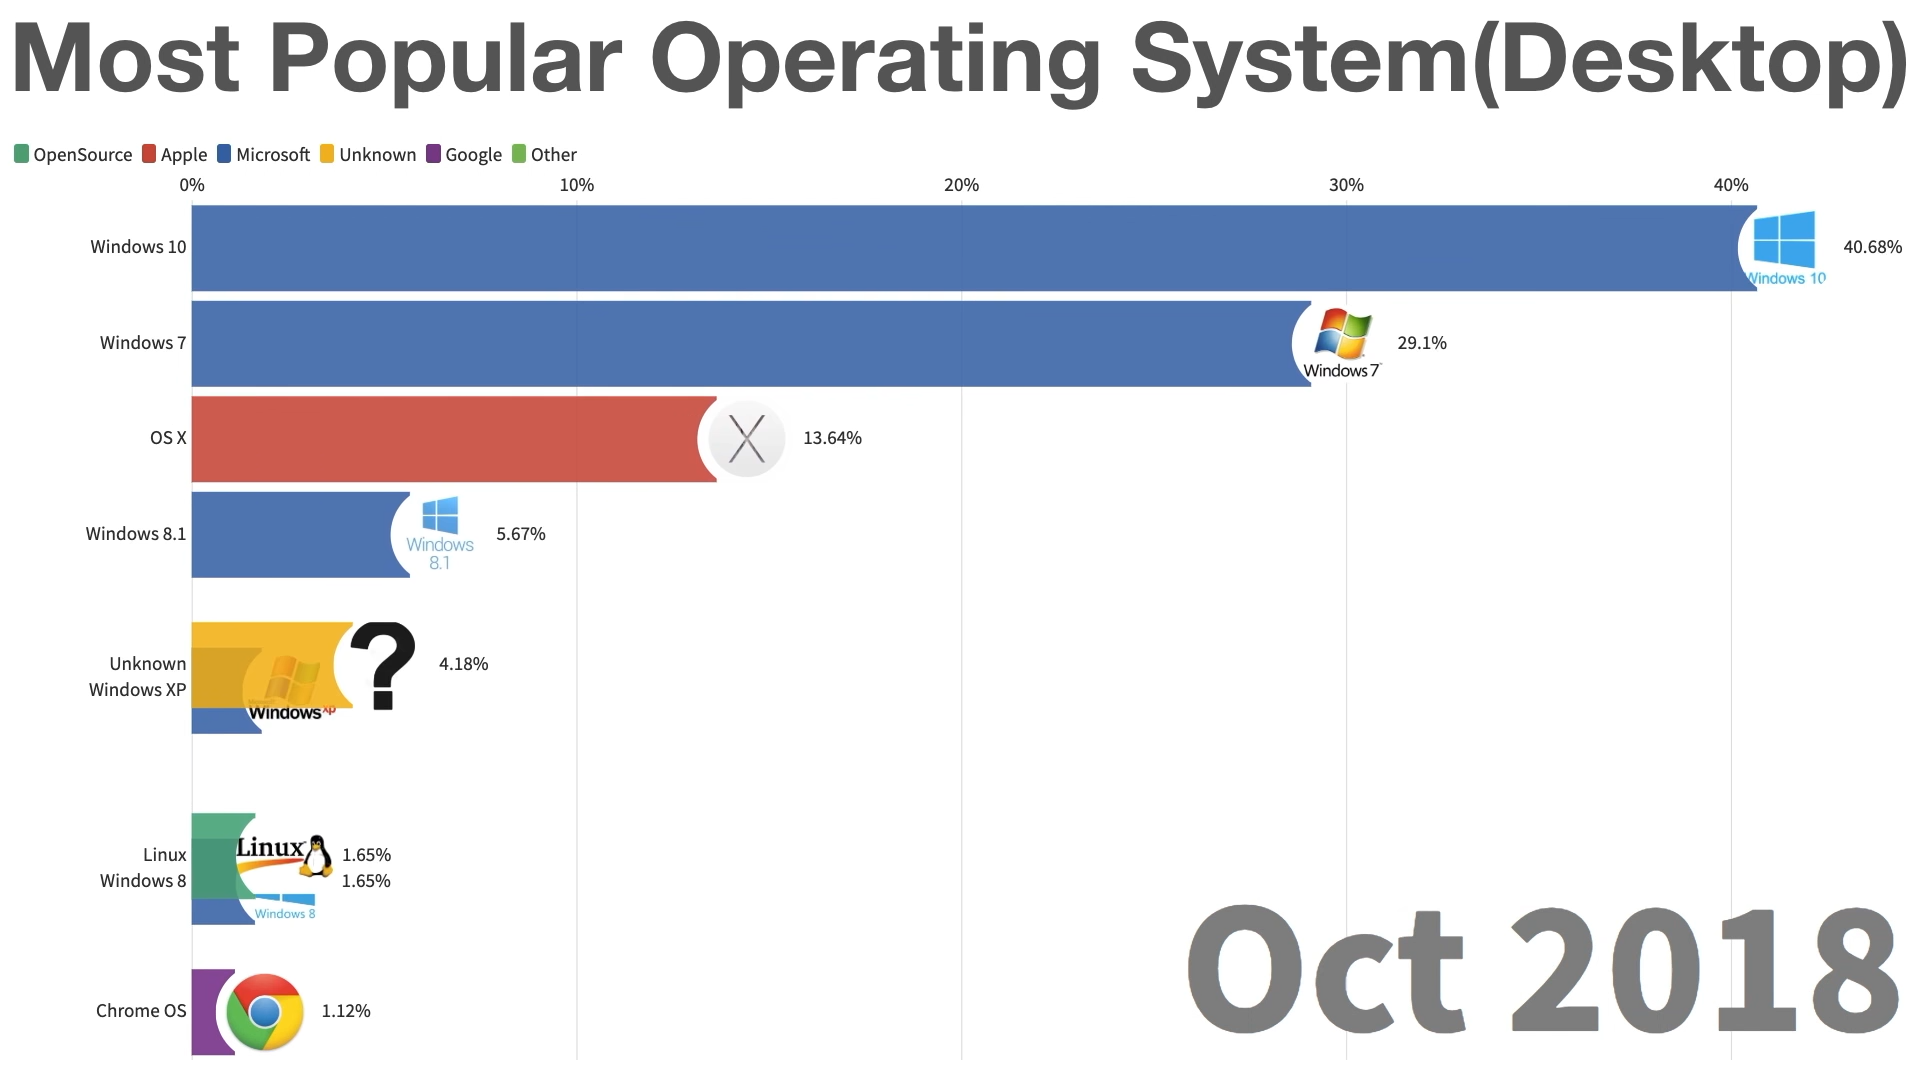 Most Popular Operating System(Desktop)
OpenSource Apple Microsoft Unknown Google Other
0% 10% 20% 30% 40%
Windows 10 Windows 10 40.68%
Windows 7 Windows 7 29.1%
OS X X 13.64%
Windows 8.1 Windows 8.1 5.67%
Unknown ? 4.18%
Windows XP Windows xp
Linux Linux 1.65%
Windows 8 1.65%
Windows 8
Chrome OS 1.12%
Oct 2018